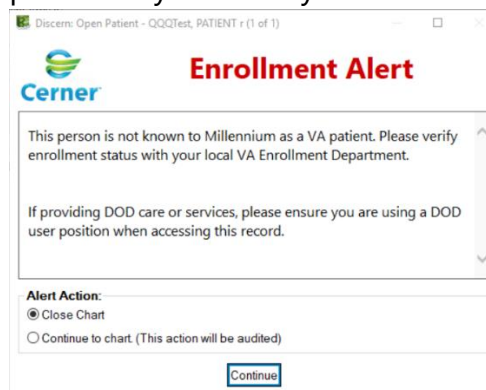 Discern: Open Patient - QQQTest, PATIENT r (1 of 1)
Cerner
Enrollment Alert
This person is not known to Millennium as a VA patient. Please verify
enrollment status with your local VA Enrollment Department.
If providing DOD care or services, please ensure you are using a DOD
user position when accessing this record.
Alert Action:
Close Chart
Continue to chart. (This action will be audited)
Continue